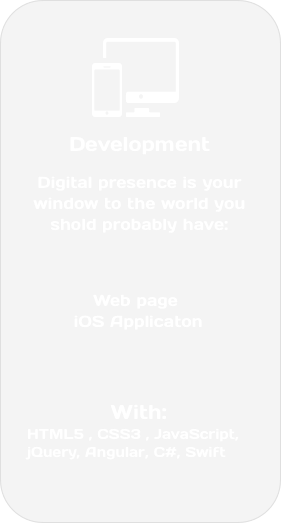 Development
Digital presence is your
window to the world you
shold probably have:
Web page
iOS Applicaton
With:
HTML5 , CSS3 , JavaScript,
jQuery, Angular, C#, Swift